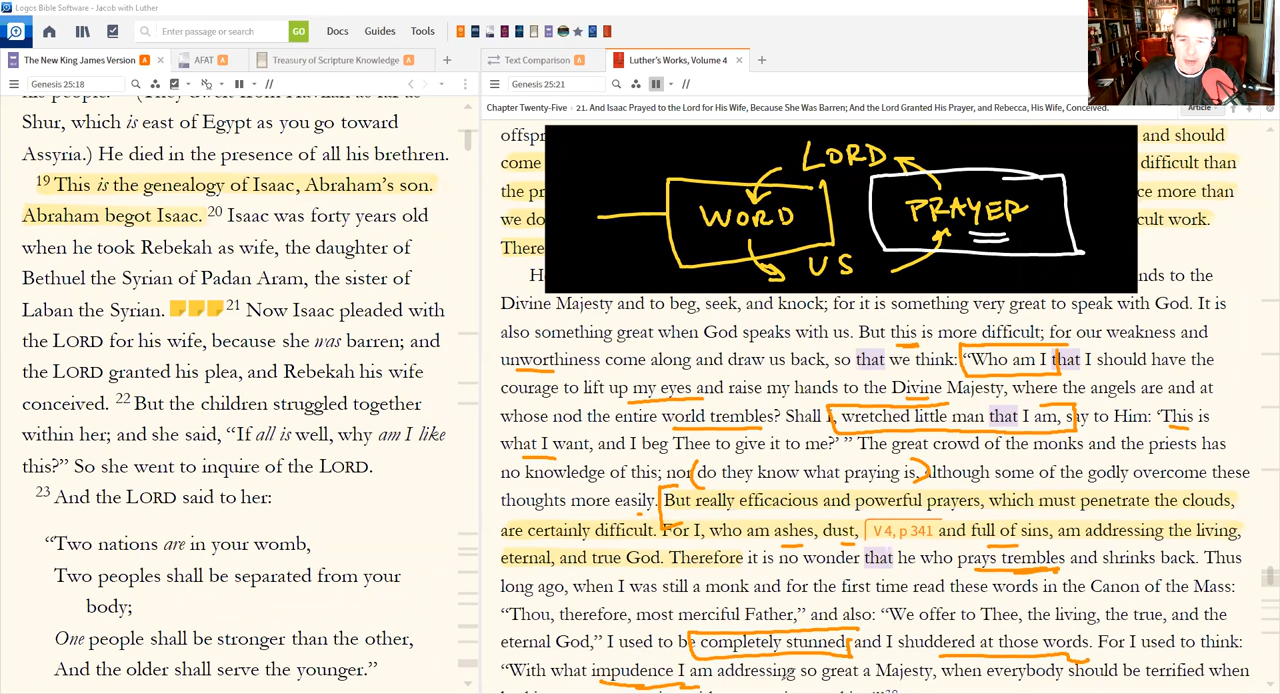 Logos Bible Software - Jacob with Luther
Enter passage or search
GO
Docs
Guides
Tools
The New King James Version A
AFAT A
Treasury of Scripture Knowledge A
Text Comparison A
Luther's Works, Volume 4
Genesis 25:18
Genesis 25:21
Chapter Twenty-Five • 21. And Isaac Prayed to the Lord for His Wife, Because She Was Barren; And the Lord Granted His Prayer, and Rebecca, His Wife, Conceived.
Article
Shur, which is east of Egypt as you go toward
Assyria.) He died in the presence of all his brethren.
19 This is the genealogy of Isaac, Abraham's son.
Abraham begot Isaac. 20 Isaac was forty years old
when he took Rebekah as wife, the daughter of
Bethuel the Syrian of Padan Aram, the sister of
Laban the Syrian. 21 Now Isaac pleaded with
the LORD for his wife, because she was barren; and
the LORD granted his plea, and Rebekah his wife
conceived. 22 But the children struggled together
within her; and she said, "If all is well, why am I like
this?" So she went to inquire of the LORD.
23 And the LORD said to her:
"Two nations are in your womb,
Two peoples shall be separated from your
body;
One people shall be stronger than the other,
And the older shall serve the younger."
offsp
and should
come
difficult than
the pr
ce more than
we do
cult work.
There
LORD
WORD
PRAYER
US
H
nds to the
Divine Majesty and to beg, seek, and knock; for it is something very great to speak with God. It is
also something great when God speaks with us. But this is more difficult; for our weakness and
unworthiness come along and draw us back, so that we think: "Who am I that I should have the
courage to lift up my eyes and raise my hands to the Divine Majesty, where the angels are and at
whose nod the entire world trembles? Shall I, wretched little man that I am, say to Him: 'This is
what I want, and I beg Thee to give it to me?' " The great crowd of the monks and the priests has
no knowledge of this; nor do they know what praying is, although some of the godly overcome these
thoughts more easily. But really efficacious and powerful prayers, which must penetrate the clouds,
are certainly difficult. For I, who am ashes, dust, V 4, p 341 and full of sins, am addressing the living,
eternal, and true God. Therefore it is no wonder that he who prays trembles and shrinks back. Thus
long ago, when I was still a monk and for the first time read these words in the Canon of the Mass:
"Thou, therefore, most merciful Father," and also: "We offer to Thee, the living, the true, and the
eternal God," I used to be completely stunned and I shuddered at those words. For I used to think:
"With what impudence I am addressing so great a Majesty, when everybody should be terrified when